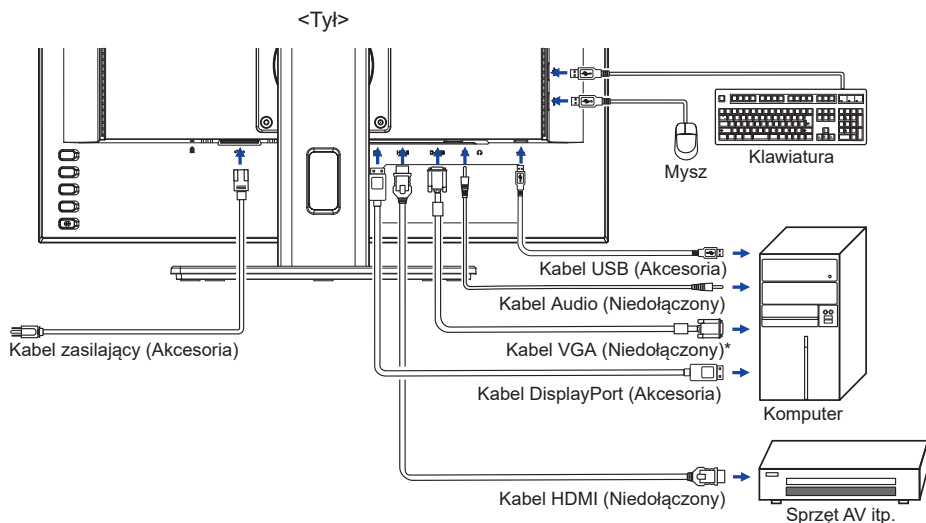 <Tył>
Klawiatura
Mysz
Kabel USB (Akcesoria)
Kabel Audio (Niedołączony)
Kabel zasilający (Akcesoria)
Kabel VGA (Niedołączony)*
Kabel DisplayPort (Akcesoria)
Komputer
Kabel HDMI (Niedołączony)
Sprzęt AV itp.